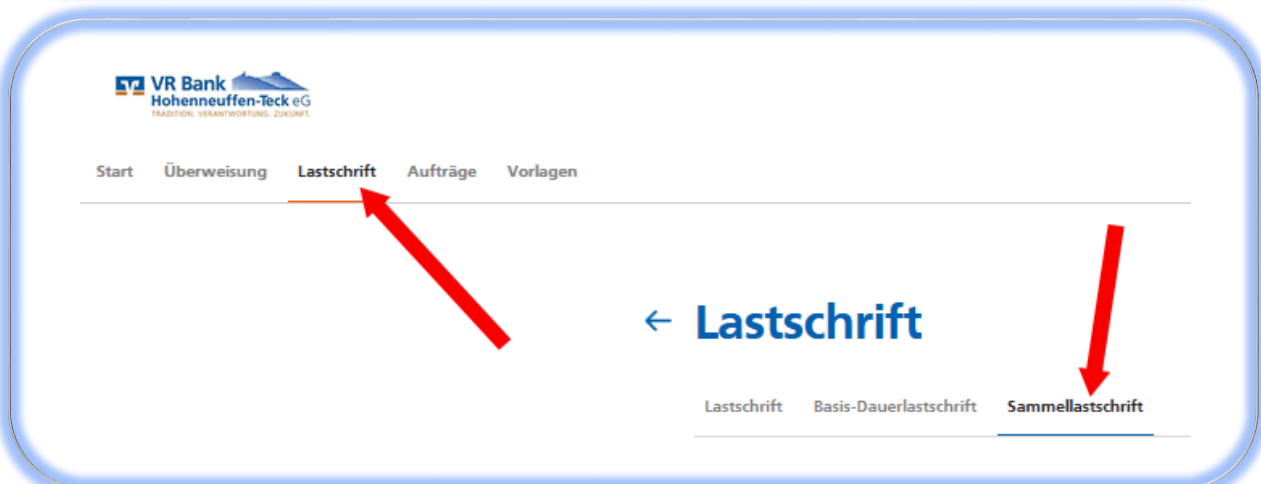 VR Bank
Hohenneuffen-Teck eG
TRADITION. VERANTWORTUNG. ZUKUNFT.
Start Überweisung Lastschrift Aufträge Vorlagen
← Lastschrift
Lastschrift Basis-Dauerlastschrift Sammellastschrift